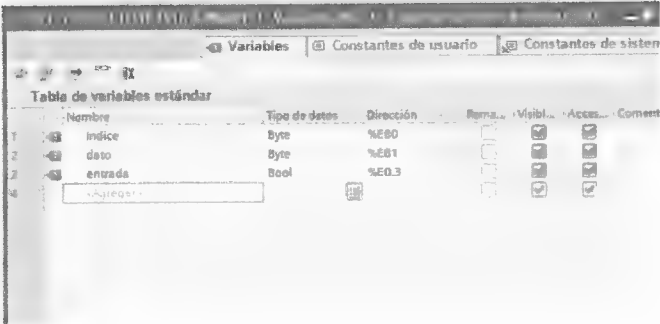 Variables Constantes de usuario Constantes de sistem
Tabla de variables estándar
Nombre Tipo de datos Dirección Rema... Visibl... Acces... Coment
1 indice Byte %EB0
2 dato Byte %EB1
3 entrada Bool %E0.3
4 <Agregar>